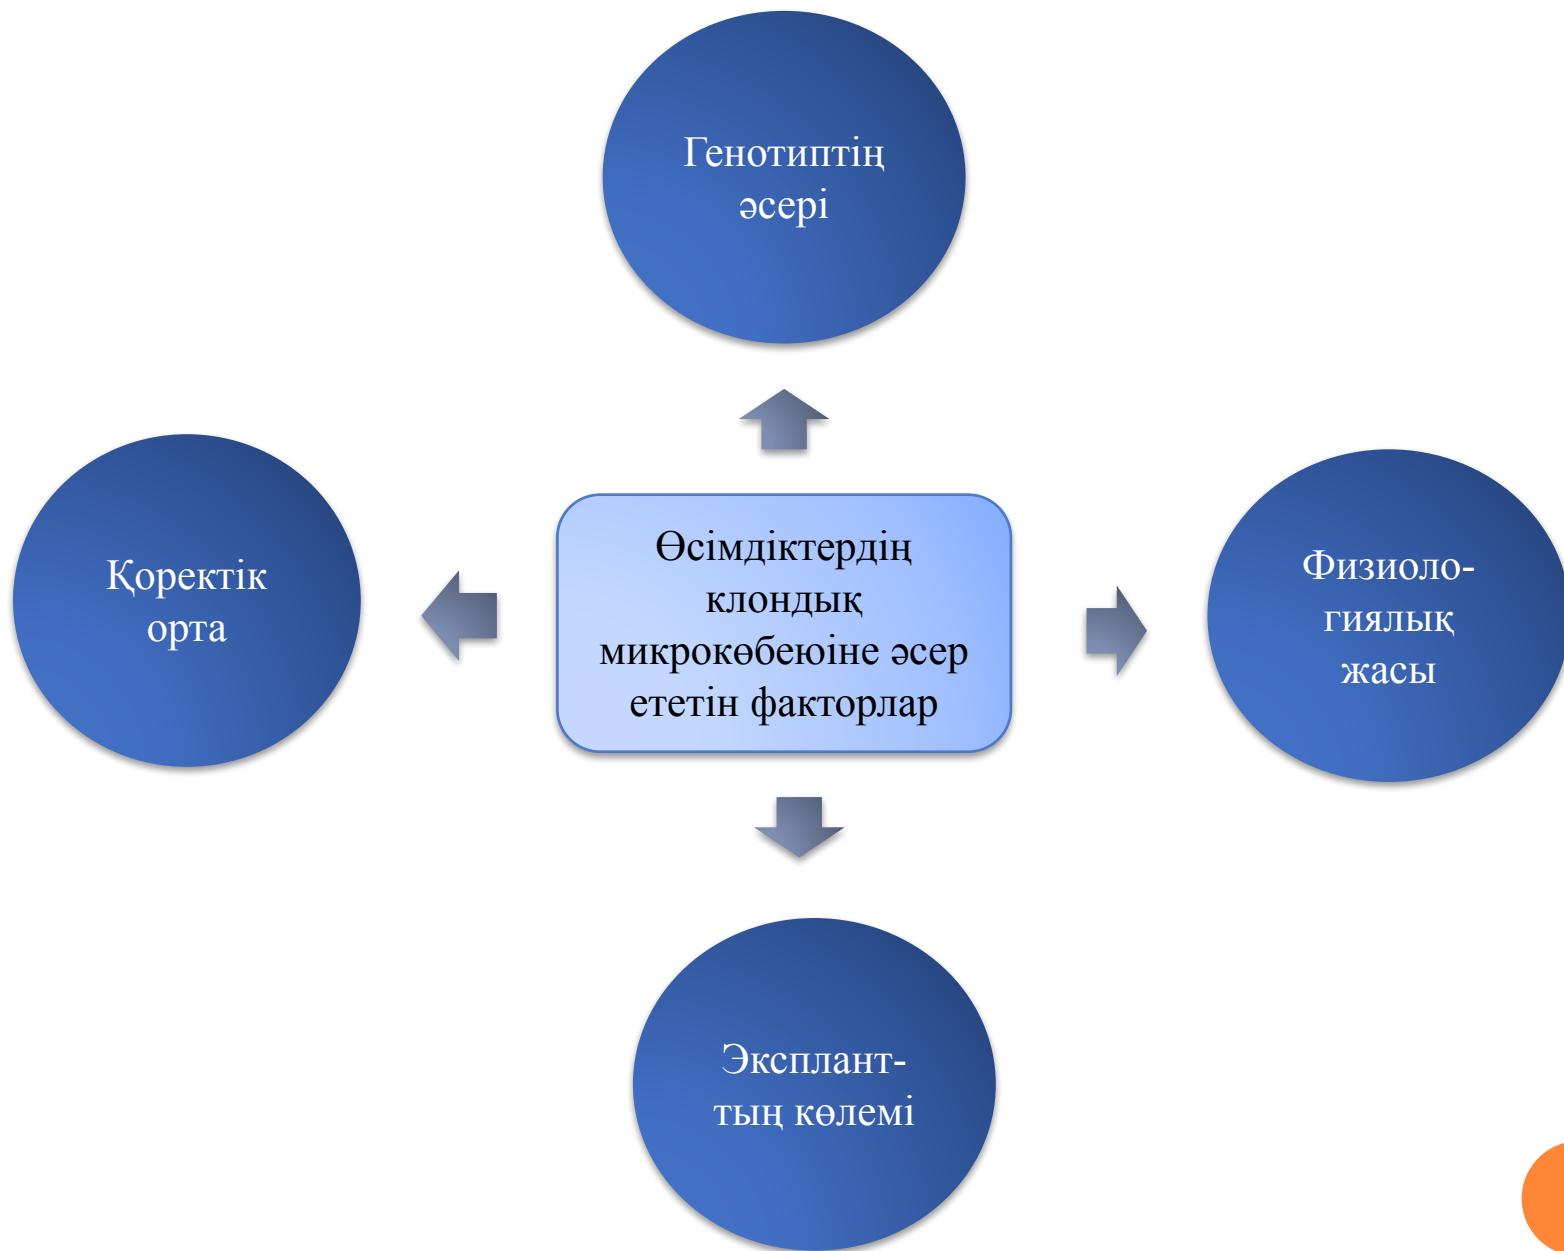 Генотиптің
әсері
Қоректік
орта
Өсімдіктердің
клондық
микрокөбеюіне әсер
ететін факторлар
Физиоло-
гиялық
жасы
Эксплант-
тың көлемі